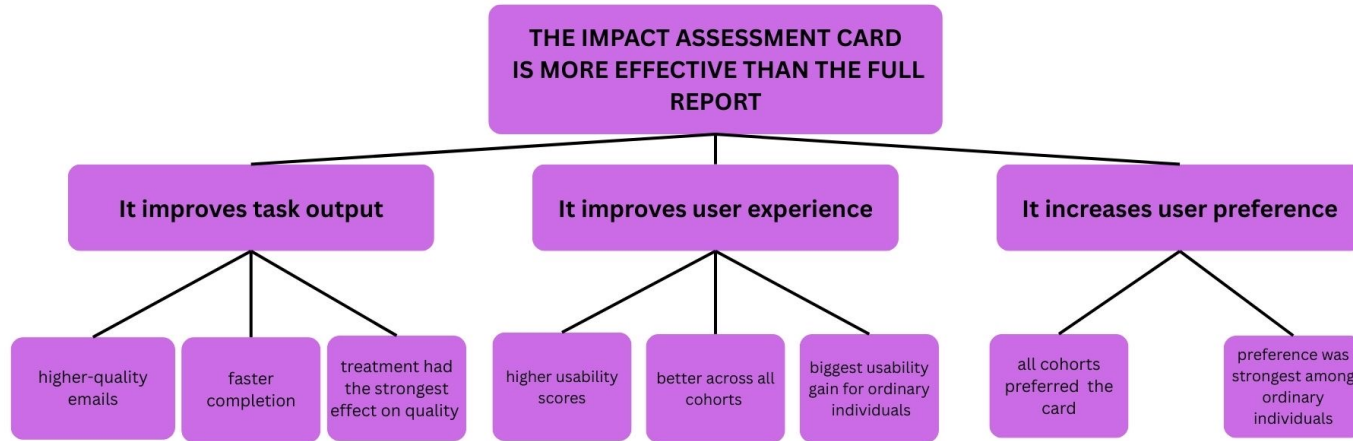 THE IMPACT ASSESSMENT CARD
IS MORE EFFECTIVE THAN THE FULL
REPORT
It improves task output
It improves user experience
It increases user preference
higher-quality
emails
faster
completion
treatment had
the strongest
effect on quality
higher usability
scores
better across all
cohorts
biggest usability
gain for ordinary
individuals
all cohorts
preferred the
card
preference was
strongest among
ordinary
individuals